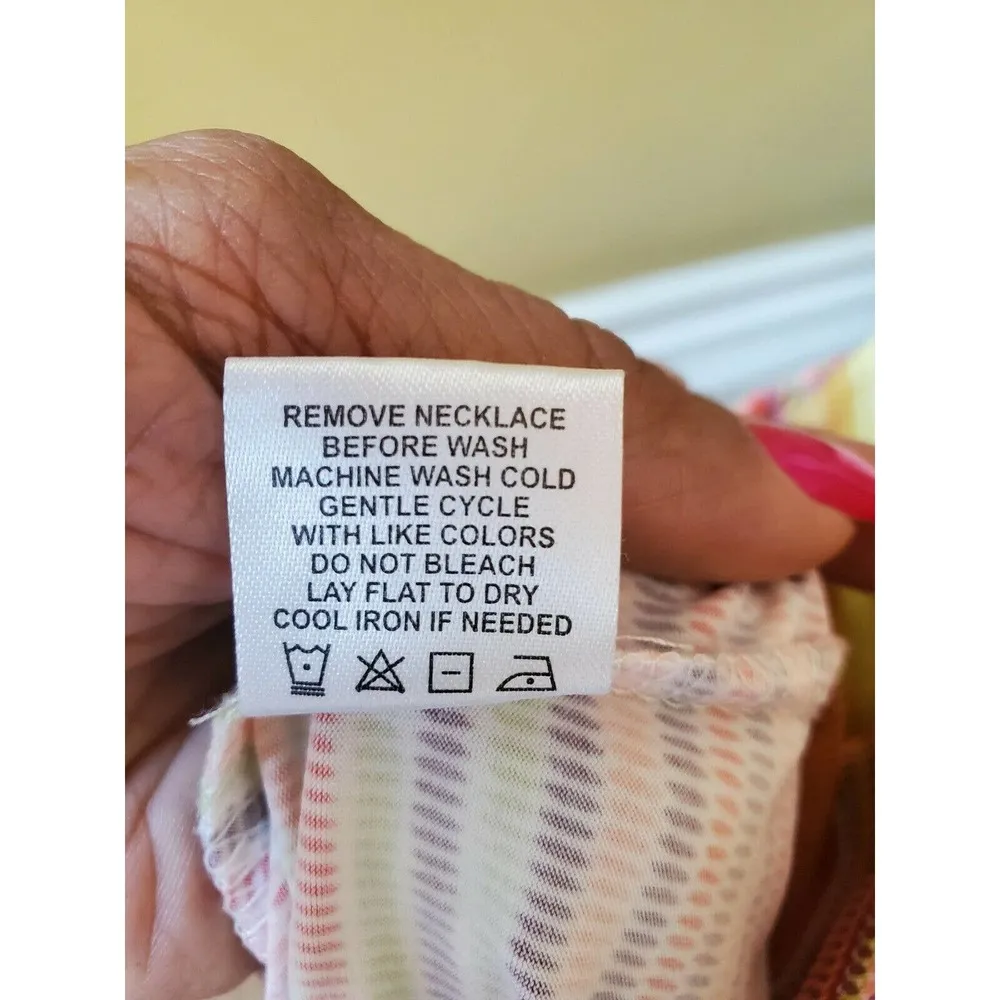 REMOVE NECKLACE
BEFORE WASH
MACHINE WASH COLD
GENTLE CYCLE
WITH LIKE COLORS
DO NOT BLEACH
LAY FLAT TO DRY
COOL IRON IF NEEDED